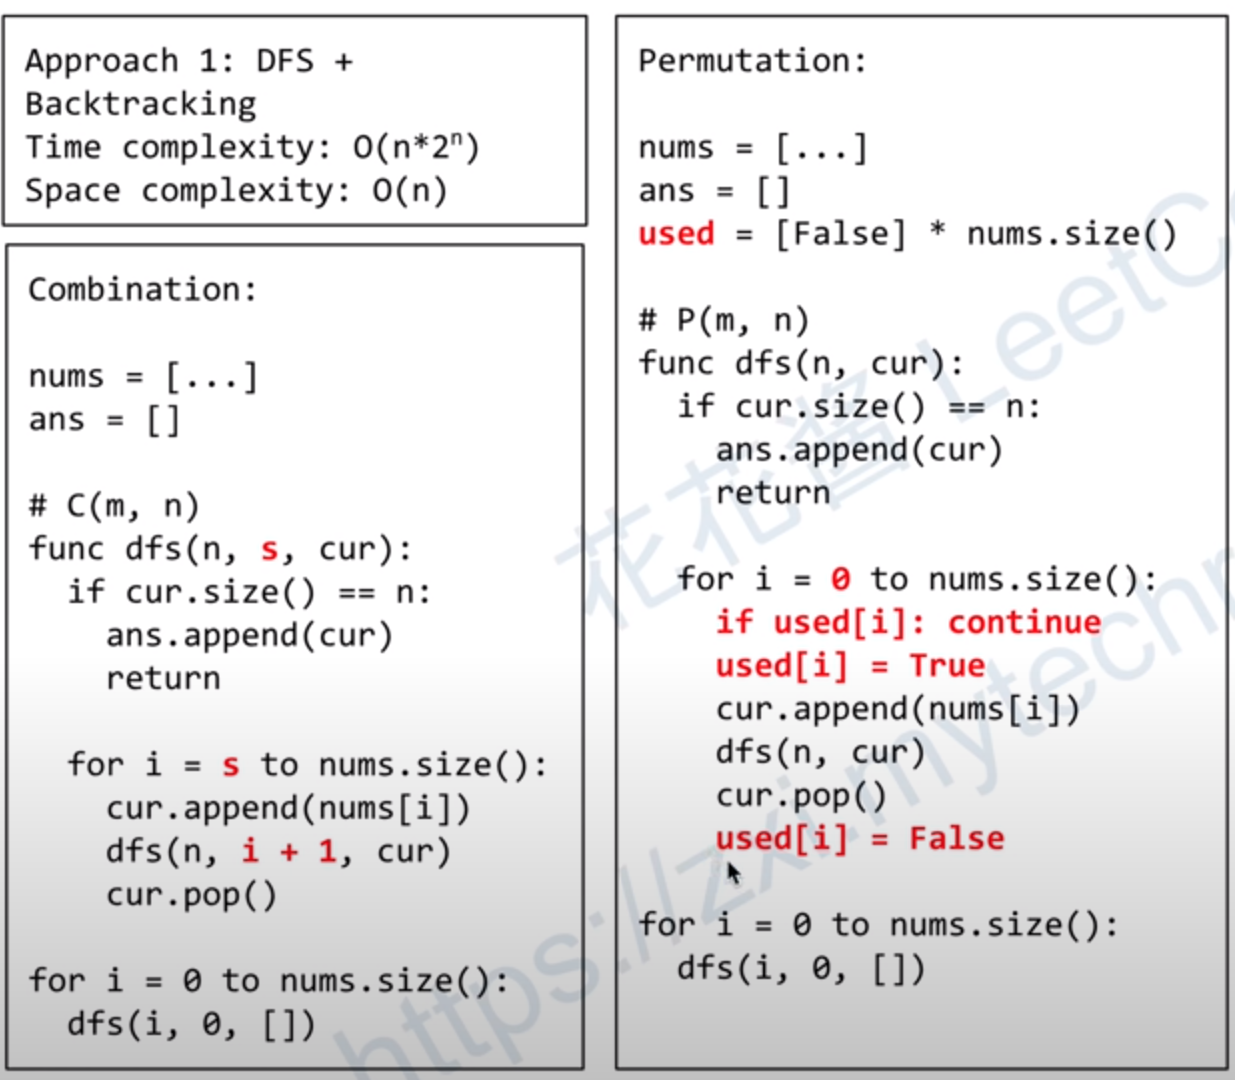 Approach 1: DFS +
Backtracking
Time complexity: O(n*2ⁿ)
Space complexity: O(n)
Combination:
nums = [...]
ans = []
# C(m, n)
func dfs(n, s, cur):
  if cur.size() == n:
    ans.append(cur)
    return
  for i = s to nums.size():
    cur.append(nums[i])
    dfs(n, i + 1, cur)
    cur.pop()
for i = 0 to nums.size():
  dfs(i, 0, [])
Permutation:
nums = [...]
ans = []
used = [False] * nums.size()
# P(m, n)
func dfs(n, cur):
  if cur.size() == n:
    ans.append(cur)
    return
  for i = 0 to nums.size():
    if used[i]: continue
    used[i] = True
    cur.append(nums[i])
    dfs(n, cur)
    cur.pop()
    used[i] = False
for i = 0 to nums.size():
  dfs(i, 0, [])
花花酱 LeetC
https://zxi.mytech